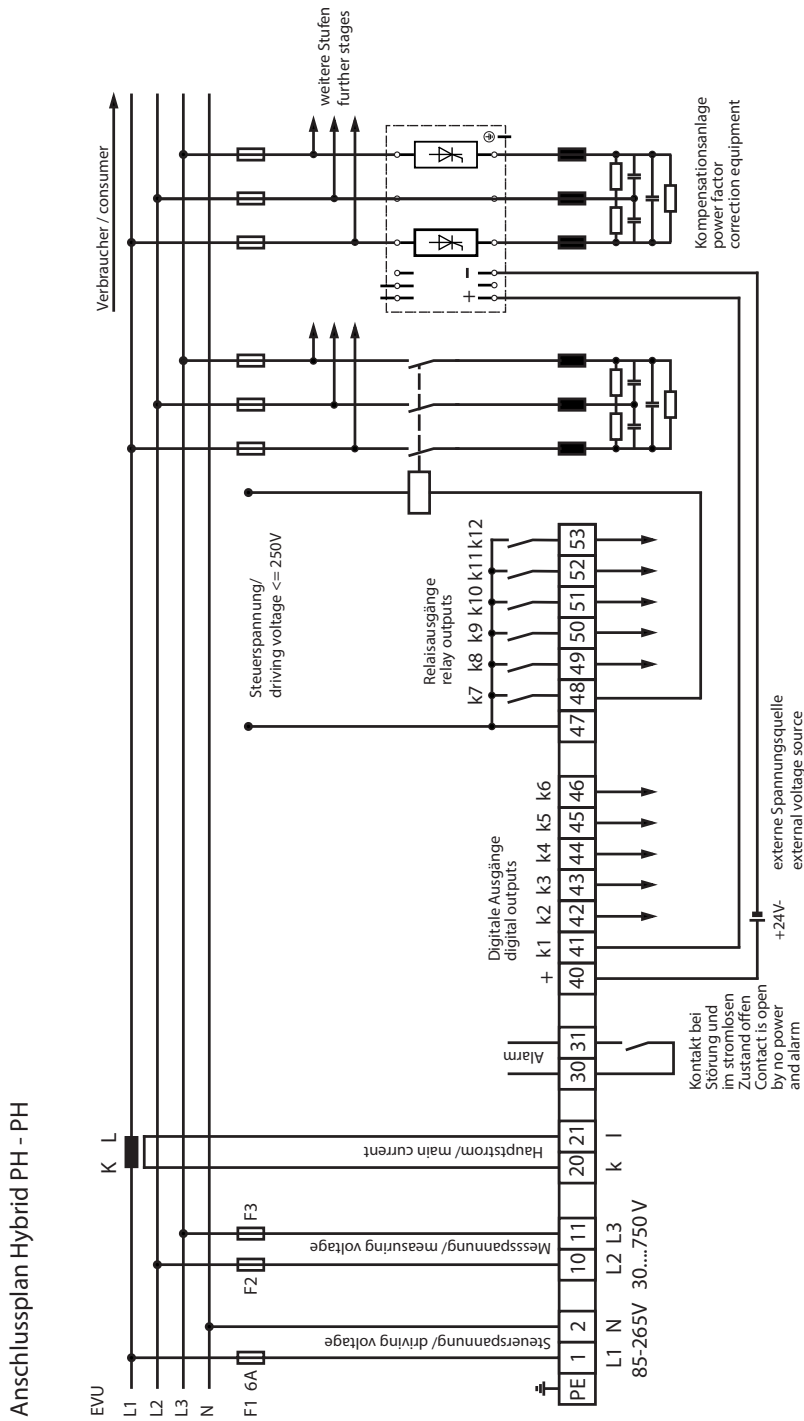 Anschlussplan Hybrid PH - PH
EVU
L1
L2
L3
N
F1 6A
F2
F3
K L
Verbraucher / consumer
weitere Stufen
further stages
Steuerspannung/ driving voltage
Messspannung/ measuring voltage
Hauptstrom/ main current
Alarm
Steuerspannung/
driving voltage <= 250V
Digitale Ausgänge
digital outputs
+ k1 k2 k3 k4 k5 k6
Relaisausgänge
relay outputs
k7 k8 k9 k10 k11 k12
+ -
PE 1 2 10 11 20 21 30 31 40 41 42 43 44 45 46 47 48 49 50 51 52 53
L1 N L2 L3 k l
85-265V 30....750 V
Kontakt bei
Störung und
im stromlosen
Zustand offen
Contact is open
by no power
and alarm
+24V-
externe Spannungsquelle
external voltage source
Kompensationsanlage
power factor
correction equipment